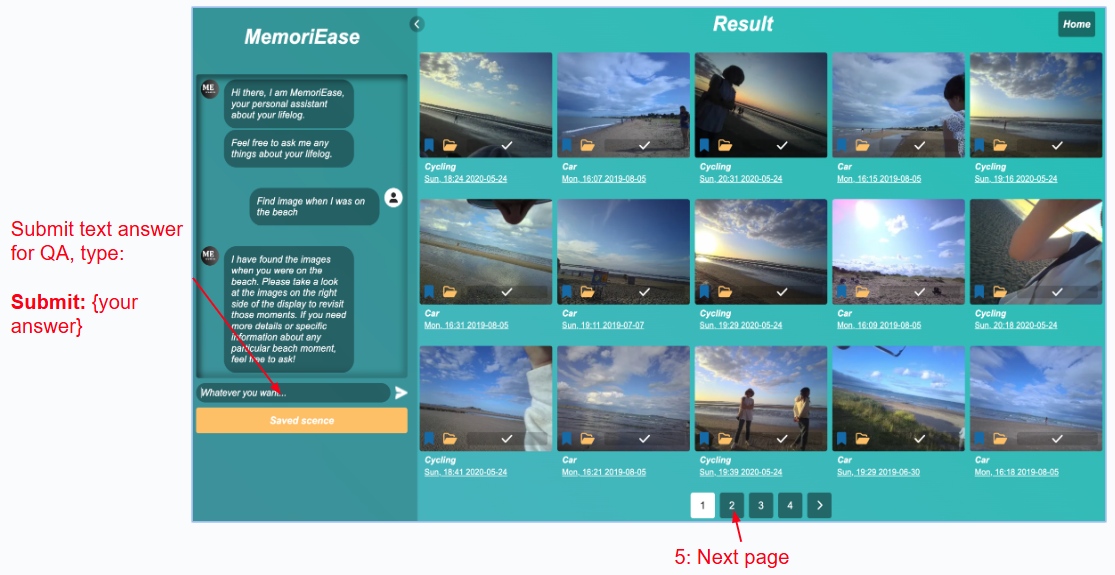 MemoriEase
Result
Home
ME
Hi there, I am MemoriEase,
your personal assistant
about your lifelog.
Feel free to ask me any
things about your lifelog.
Find image when I was on
the beach
ME
I have found the images
when you were on the
beach. Please take a look
at the images on the right
side of the display to revisit
those moments. If you need
more details or specific
information about any
particular beach moment,
feel free to ask!
Whatever you want...
Saved scence
Submit text answer
for QA, type:
Submit: {your
answer}
Cycling
Sun, 18:24 2020-05-24
Car
Mon, 16:07 2019-08-05
Cycling
Sun, 20:31 2020-05-24
Car
Mon, 16:15 2019-08-05
Cycling
Sun, 19:16 2020-05-24
Car
Mon, 16:31 2019-08-05
Car
Sun, 19:11 2019-07-07
Cycling
Sun, 19:29 2020-05-24
Car
Mon, 16:09 2019-08-05
Cycling
Sun, 20:18 2020-05-24
Cycling
Sun, 18:41 2020-05-24
Car
Mon, 16:21 2019-08-05
Cycling
Sun, 19:39 2020-05-24
Car
Sun, 19:29 2019-06-30
Car
Mon, 16:18 2019-08-05
1 2 3 4
5: Next page